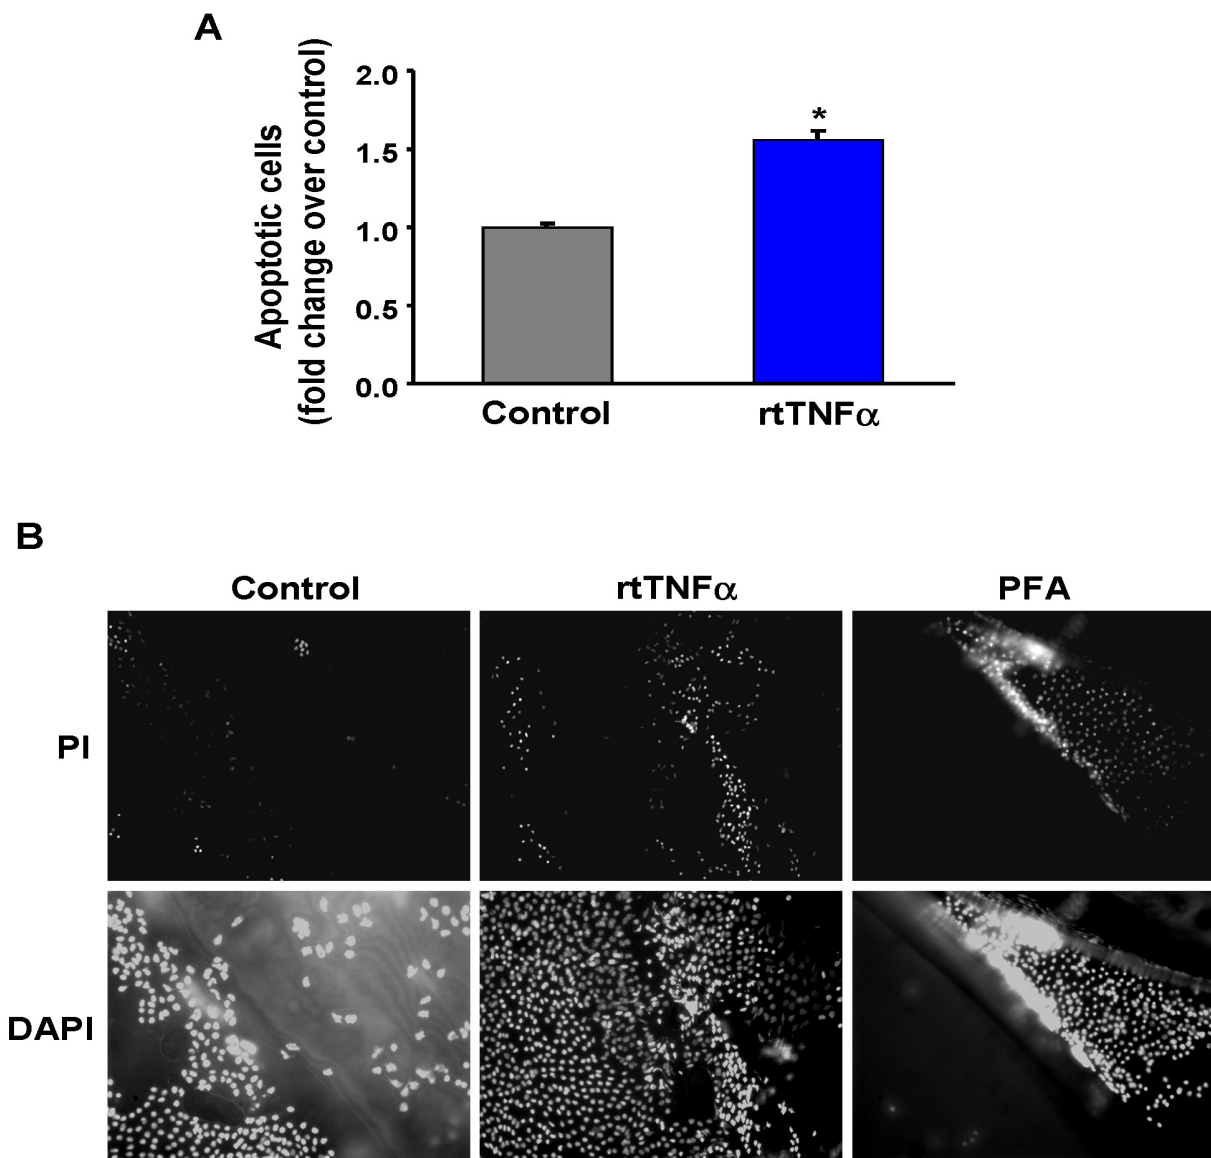 A
Apoptotic cells
(fold change over control)
2.0
1.5
1.0
0.5
0.0
*
Control
rtTNFα
B
Control
rtTNFα
PFA
PI
DAPI